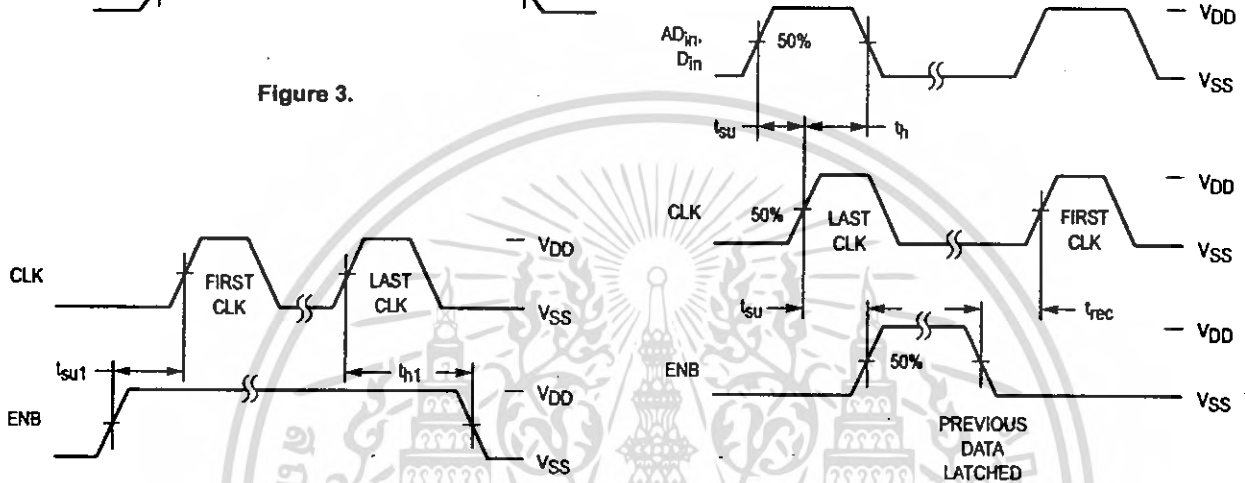 Figure 3.
CLK
FIRST
CLK
LAST
CLK
VDD
VSS
tsu1
th1
ENB
VDD
VSS
ADin,
Din
50%
VDD
VSS
tsu
th
CLK
50%
LAST
CLK
FIRST
CLK
VDD
VSS
tsu
trec
ENB
50%
VDD
VSS
PREVIOUS
DATA
LATCHED